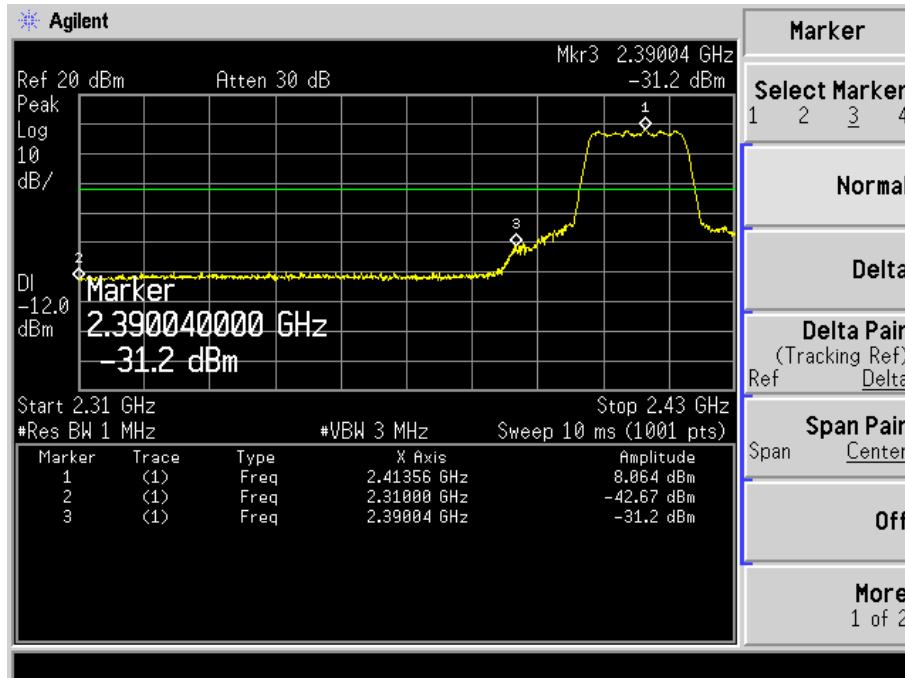 Agilent
Marker
Mkr3 2.39004 GHz
Ref 20 dBm Atten 30 dB -31.2 dBm
Peak
Log
10
dB/
1
3
2
DI
-12.0
dBm
Marker
2.390040000 GHz
-31.2 dBm
Start 2.31 GHz Stop 2.43 GHz
#Res BW 1 MHz #VBW 3 MHz Sweep 10 ms (1001 pts)
Marker Trace Type X Axis Amplitude
1 (1) Freq 2.41356 GHz 8.064 dBm
2 (1) Freq 2.31000 GHz -42.67 dBm
3 (1) Freq 2.39004 GHz -31.2 dBm
Select Marker
1 2 3 4
Normal
Delta
Delta Pair
(Tracking Ref)
Ref Delta
Span Pair
Span Center
Off
More
1 of 2